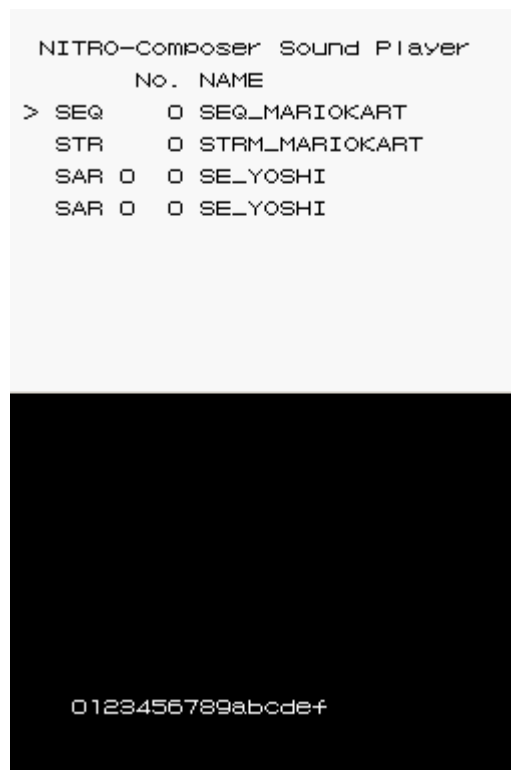 NITRO-Composer Sound Player
No. NAME
> SEQ 0 SEQ_MARIOKART
STR 0 STRM_MARIOKART
SAR 0 0 SE_YOSHI
SAR 0 0 SE_YOSHI
0123456789abcdef